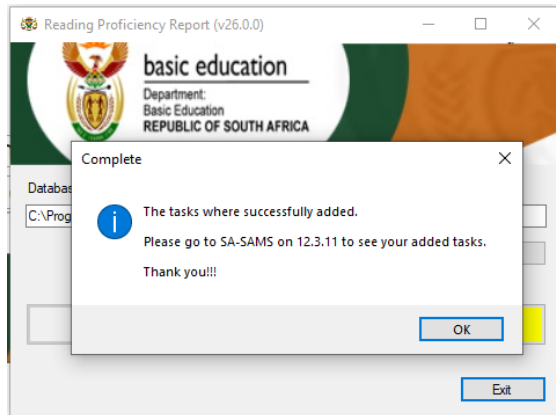 Reading Proficiency Report (v26.0.0)
basic education
Department:
Basic Education
REPUBLIC OF SOUTH AFRICA
Complete
Databas
The tasks where successfully added.
C:\Prog
Please go to SA-SAMS on 12.3.11 to see your added tasks.
Thank you!!!
OK
Exit